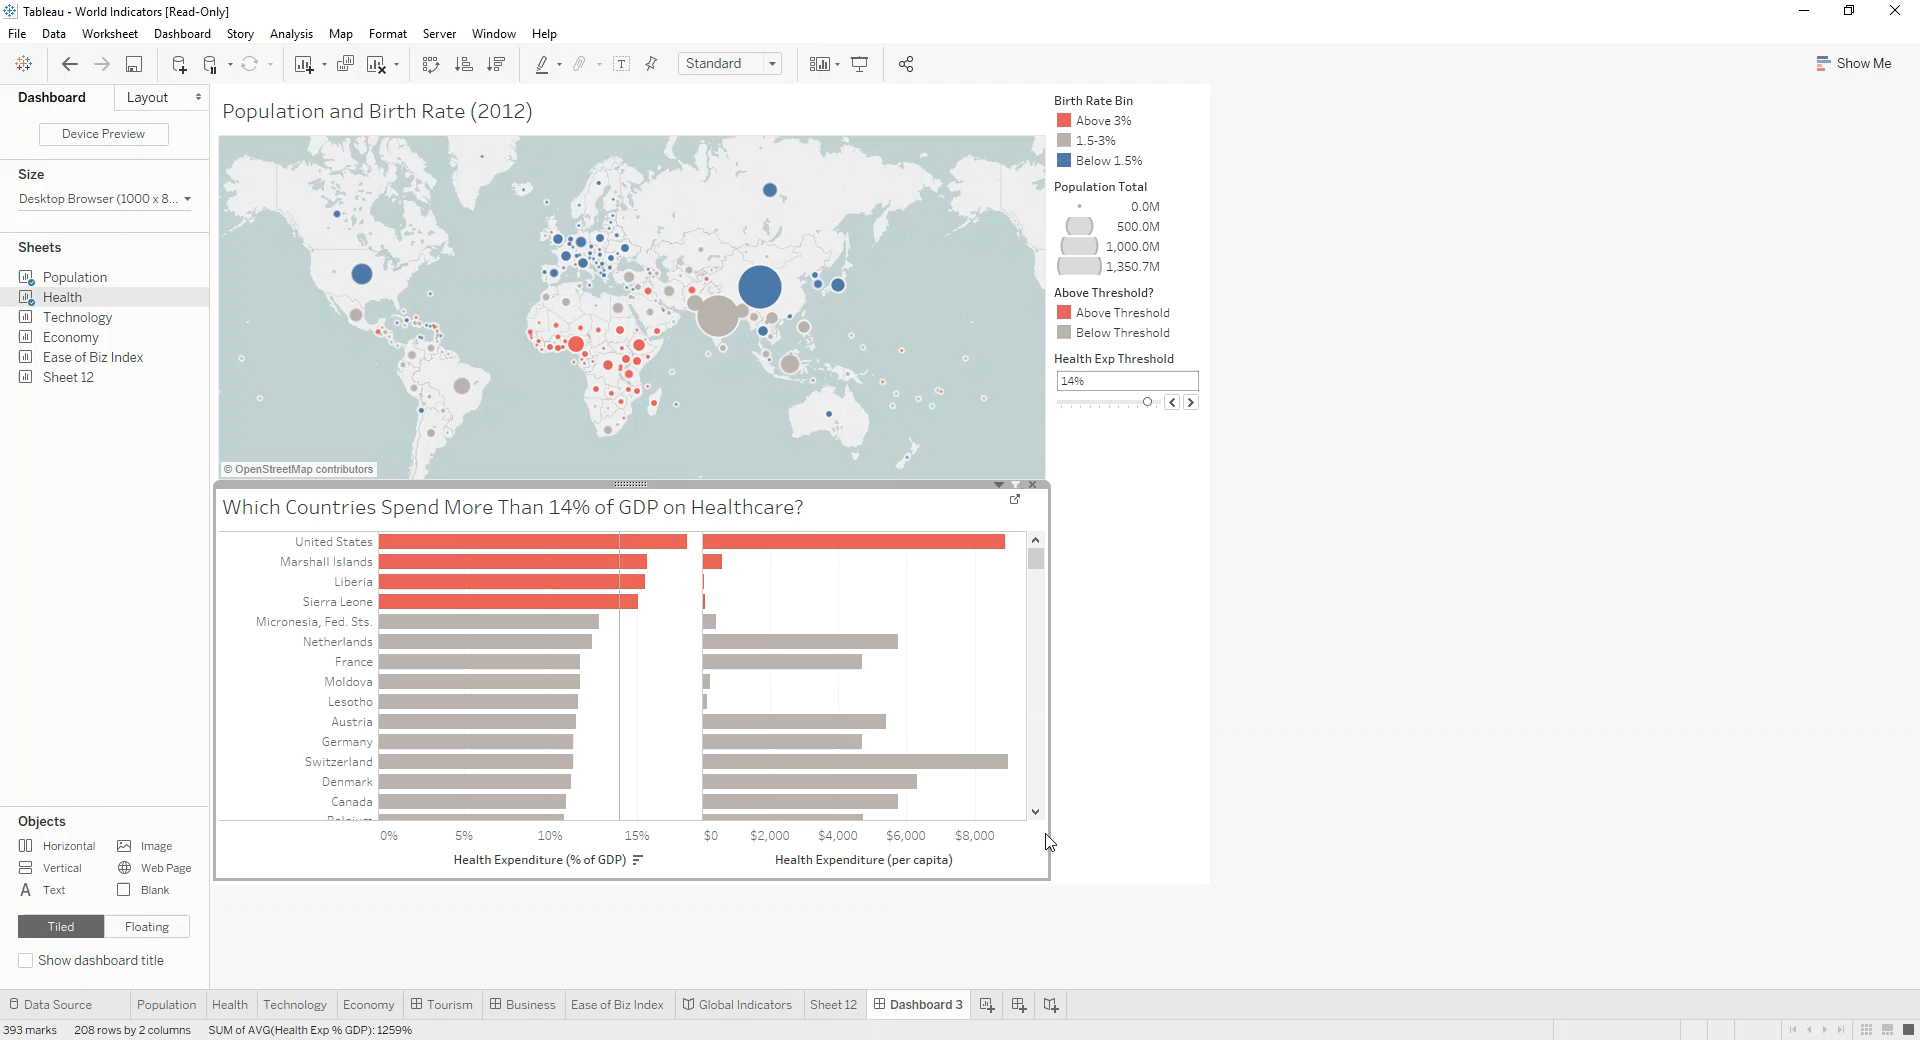 Tableau - World Indicators [Read-Only]
File Data Worksheet Dashboard Story Analysis Map Format Server Window Help
Standard
Show Me
Dashboard
Layout
Device Preview
Size
Desktop Browser (1000 x 8...
Sheets
Population
Health
Technology
Economy
Ease of Biz Index
Sheet 12
Objects
Horizontal
Image
Vertical
Web Page
A Text
Blank
Tiled
Floating
Show dashboard title
Population and Birth Rate (2012)
© OpenStreetMap contributors
Birth Rate Bin
Above 3%
1.5-3%
Below 1.5%
Population Total
0.0M
500.0M
1,000.0M
1,350.7M
Above Threshold?
Above Threshold
Below Threshold
Health Exp Threshold
14%
Which Countries Spend More Than 14% of GDP on Healthcare?
United States
Marshall Islands
Liberia
Sierra Leone
Micronesia, Fed. Sts.
Netherlands
France
Moldova
Lesotho
Austria
Germany
Switzerland
Denmark
Canada
Belgium
0% 5% 10% 15% $0 $2,000 $4,000 $6,000 $8,000
Health Expenditure (% of GDP)
Health Expenditure (per capita)
Data Source
Population
Health
Technology
Economy
Tourism
Business
Ease of Biz Index
Global Indicators
Sheet 12
Dashboard 3
393 marks 208 rows by 2 columns SUM of AVG(Health Exp % GDP): 1259%